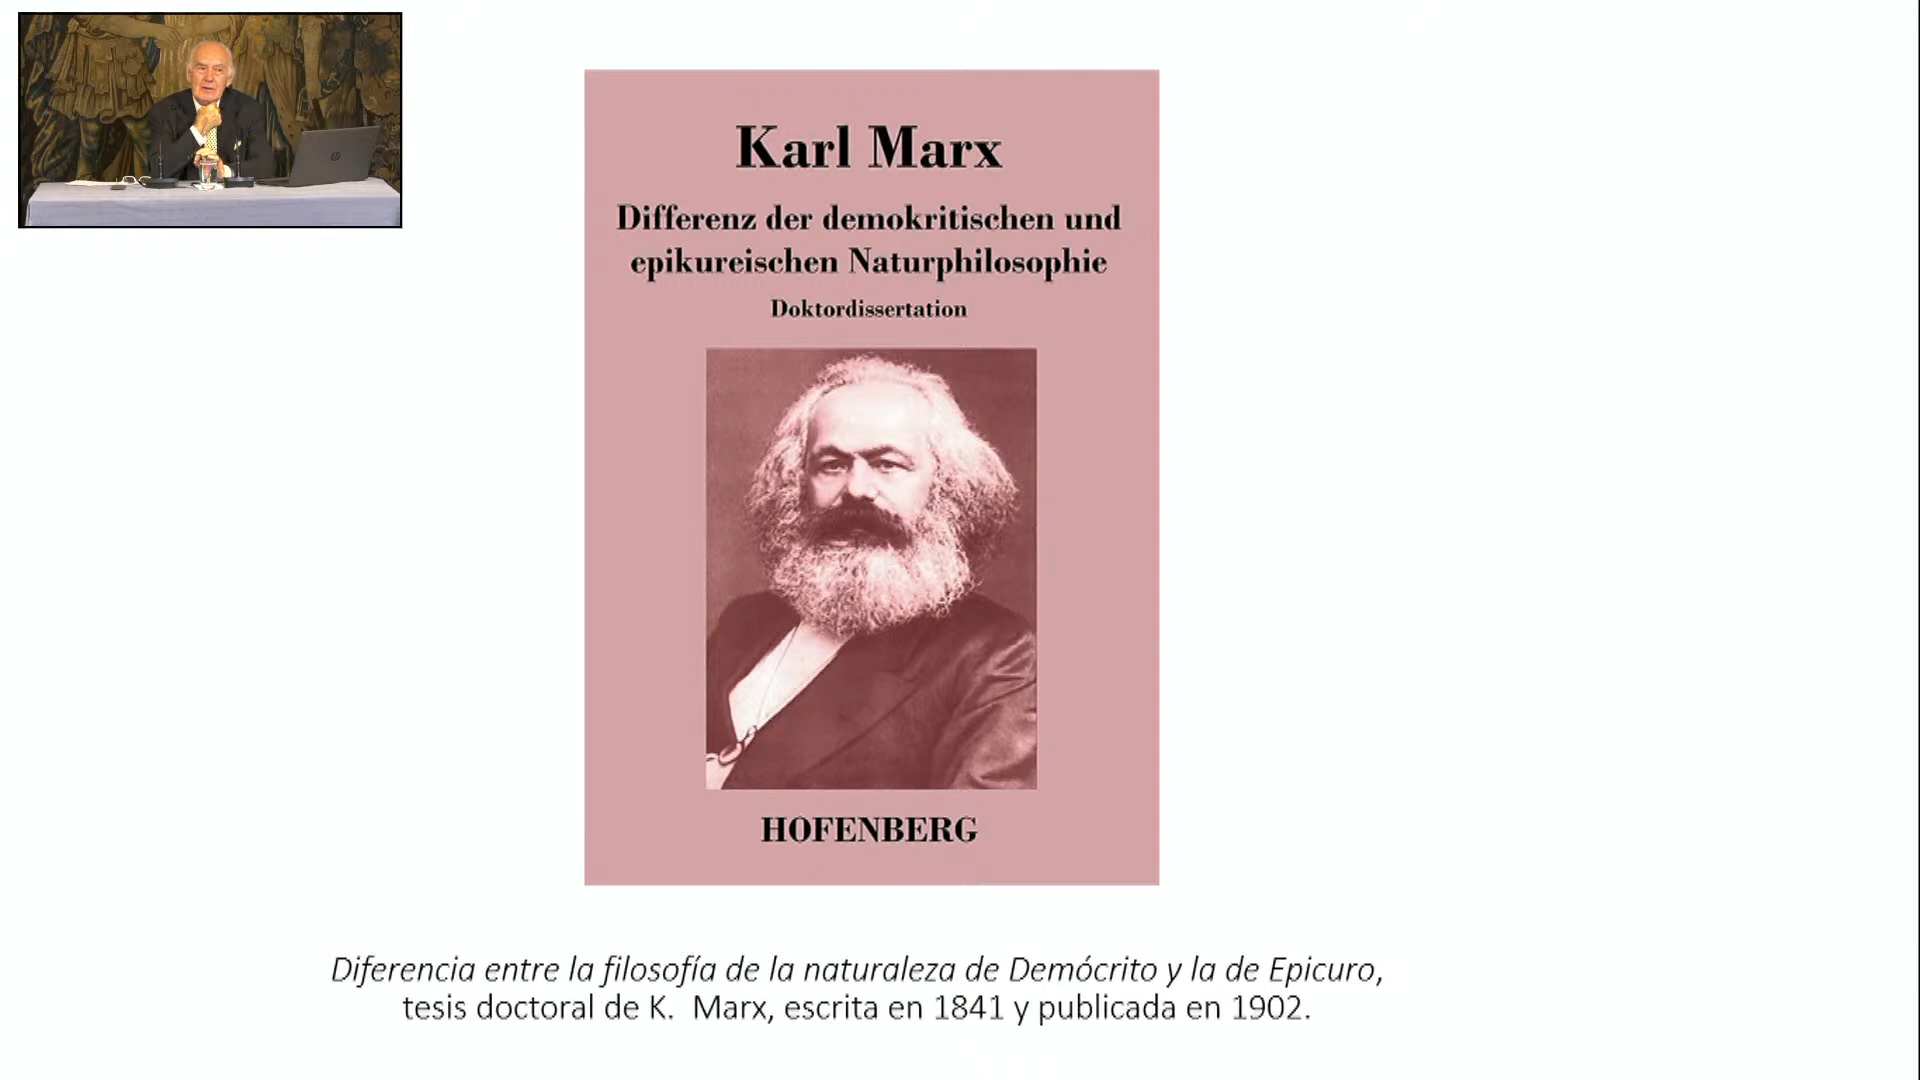 Karl Marx
Differenz der demokritischen und
epikureischen Naturphilosophie
Doktordissertation
HOFENBERG
Diferencia entre la filosofía de la naturaleza de Demócrito y la de Epicuro,
tesis doctoral de K.  Marx, escrita en 1841 y publicada en 1902.